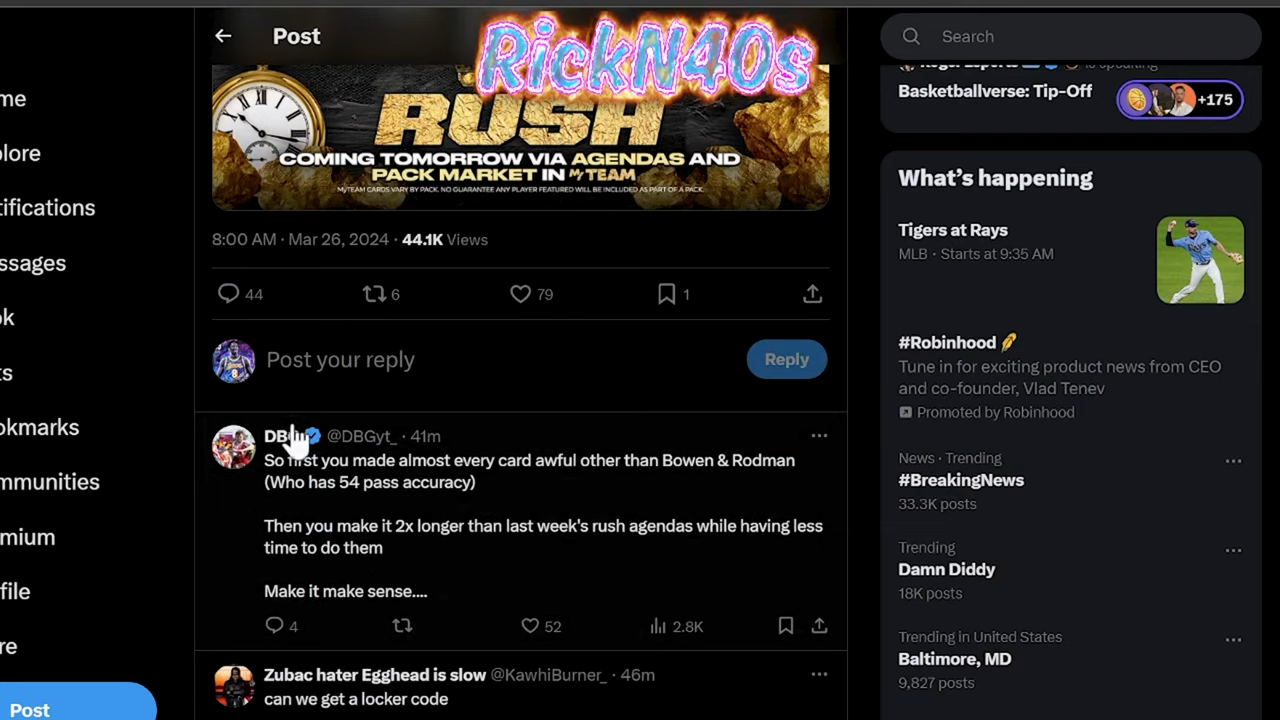 Post
RickN40s
RUSH
COMING TOMORROW VIA AGENDAS AND
PACK MARKET IN MYTEAM
MyTEAM CARDS VARY BY PACK. NO GUARANTEE ANY PLAYER FEATURED WILL BE INCLUDED AS PART OF A PACK.
8:00 AM · Mar 26, 2024 · 44.1K Views
44
6
79
1
Post your reply
Reply
@DBGyt_ · 41m
So first you made almost every card awful other than Bowen & Rodman
(Who has 54 pass accuracy)
Then you make it 2x longer than last week's rush agendas while having less
time to do them
Make it make sense....
4
52
2.8K
Zubac hater Egghead is slow @KawhiBurner_ · 46m
can we get a locker code
me
lore
tifications
ssages
k
ts
okmarks
mmunities
mium
file
re
Post
Search
Basketballverse: Tip-Off
+175
What's happening
Tigers at Rays
MLB · Starts at 9:35 AM
#Robinhood
Tune in for exciting product news from CEO
and co-founder, Vlad Tenev
Promoted by Robinhood
News · Trending
#BreakingNews
33.3K posts
Trending
Damn Diddy
18K posts
Trending in United States
Baltimore, MD
9,827 posts